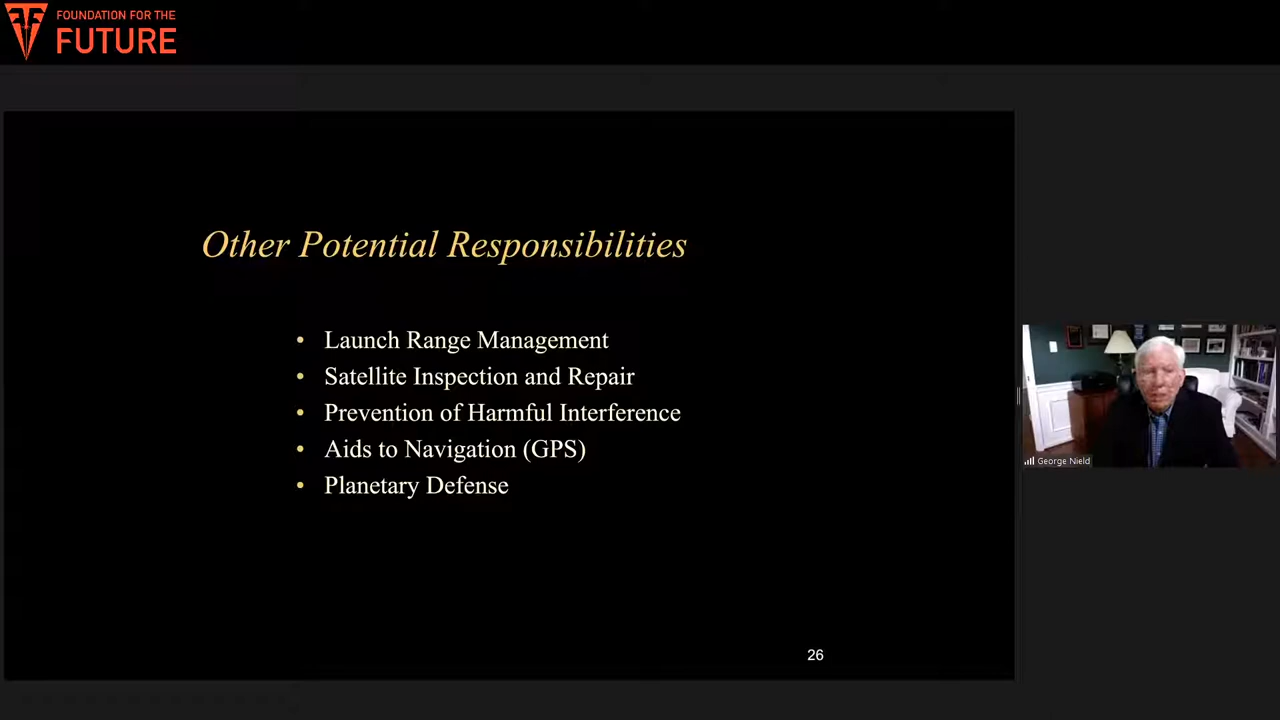 FOUNDATION FOR THE
FUTURE
Other Potential Responsibilities
• Launch Range Management
• Satellite Inspection and Repair
• Prevention of Harmful Interference
• Aids to Navigation (GPS)
• Planetary Defense
26
George Nield